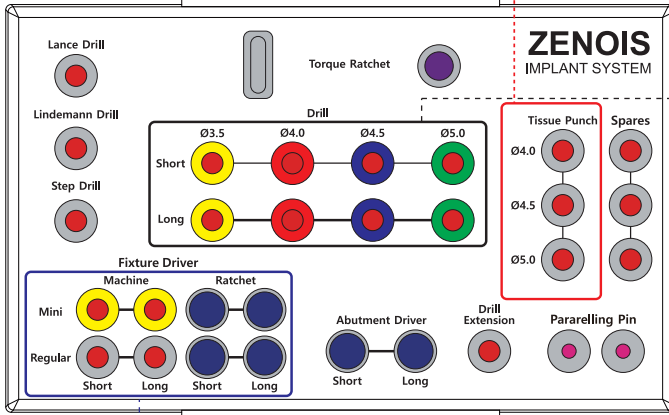 ZENOIS
IMPLANT SYSTEM
Lance Drill
Torque Ratchet
Lindemann Drill
Drill
Ø3.5 Ø4.0 Ø4.5 Ø5.0
Short
Long
Step Drill
Tissue Punch
Ø4.0
Ø4.5
Ø5.0
Spares
Fixture Driver
Machine Ratchet
Mini
Regular
Short Long Short Long
Abutment Driver
Short Long
Drill
Extension
Pararelling Pin